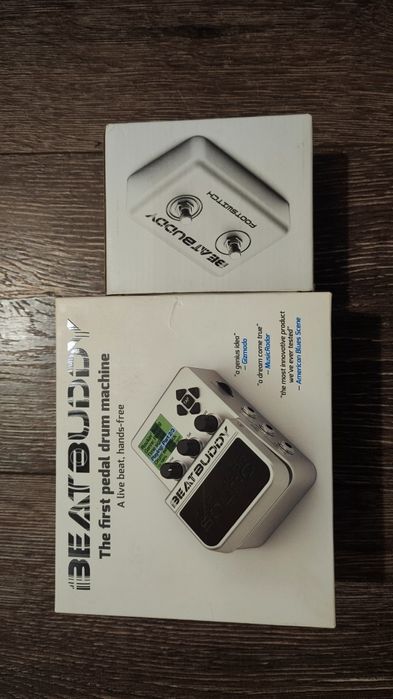 BEATBUDDY
FOOTSWITCH
BEATBUDDY
The first pedal drum machine
A live beat, hands-free
"a genius idea"
– Gizmodo
"a dream come true"
– MusicRadar
"the most innovative product
we've ever tested"
– American Blues Scene
BEATBUDDY